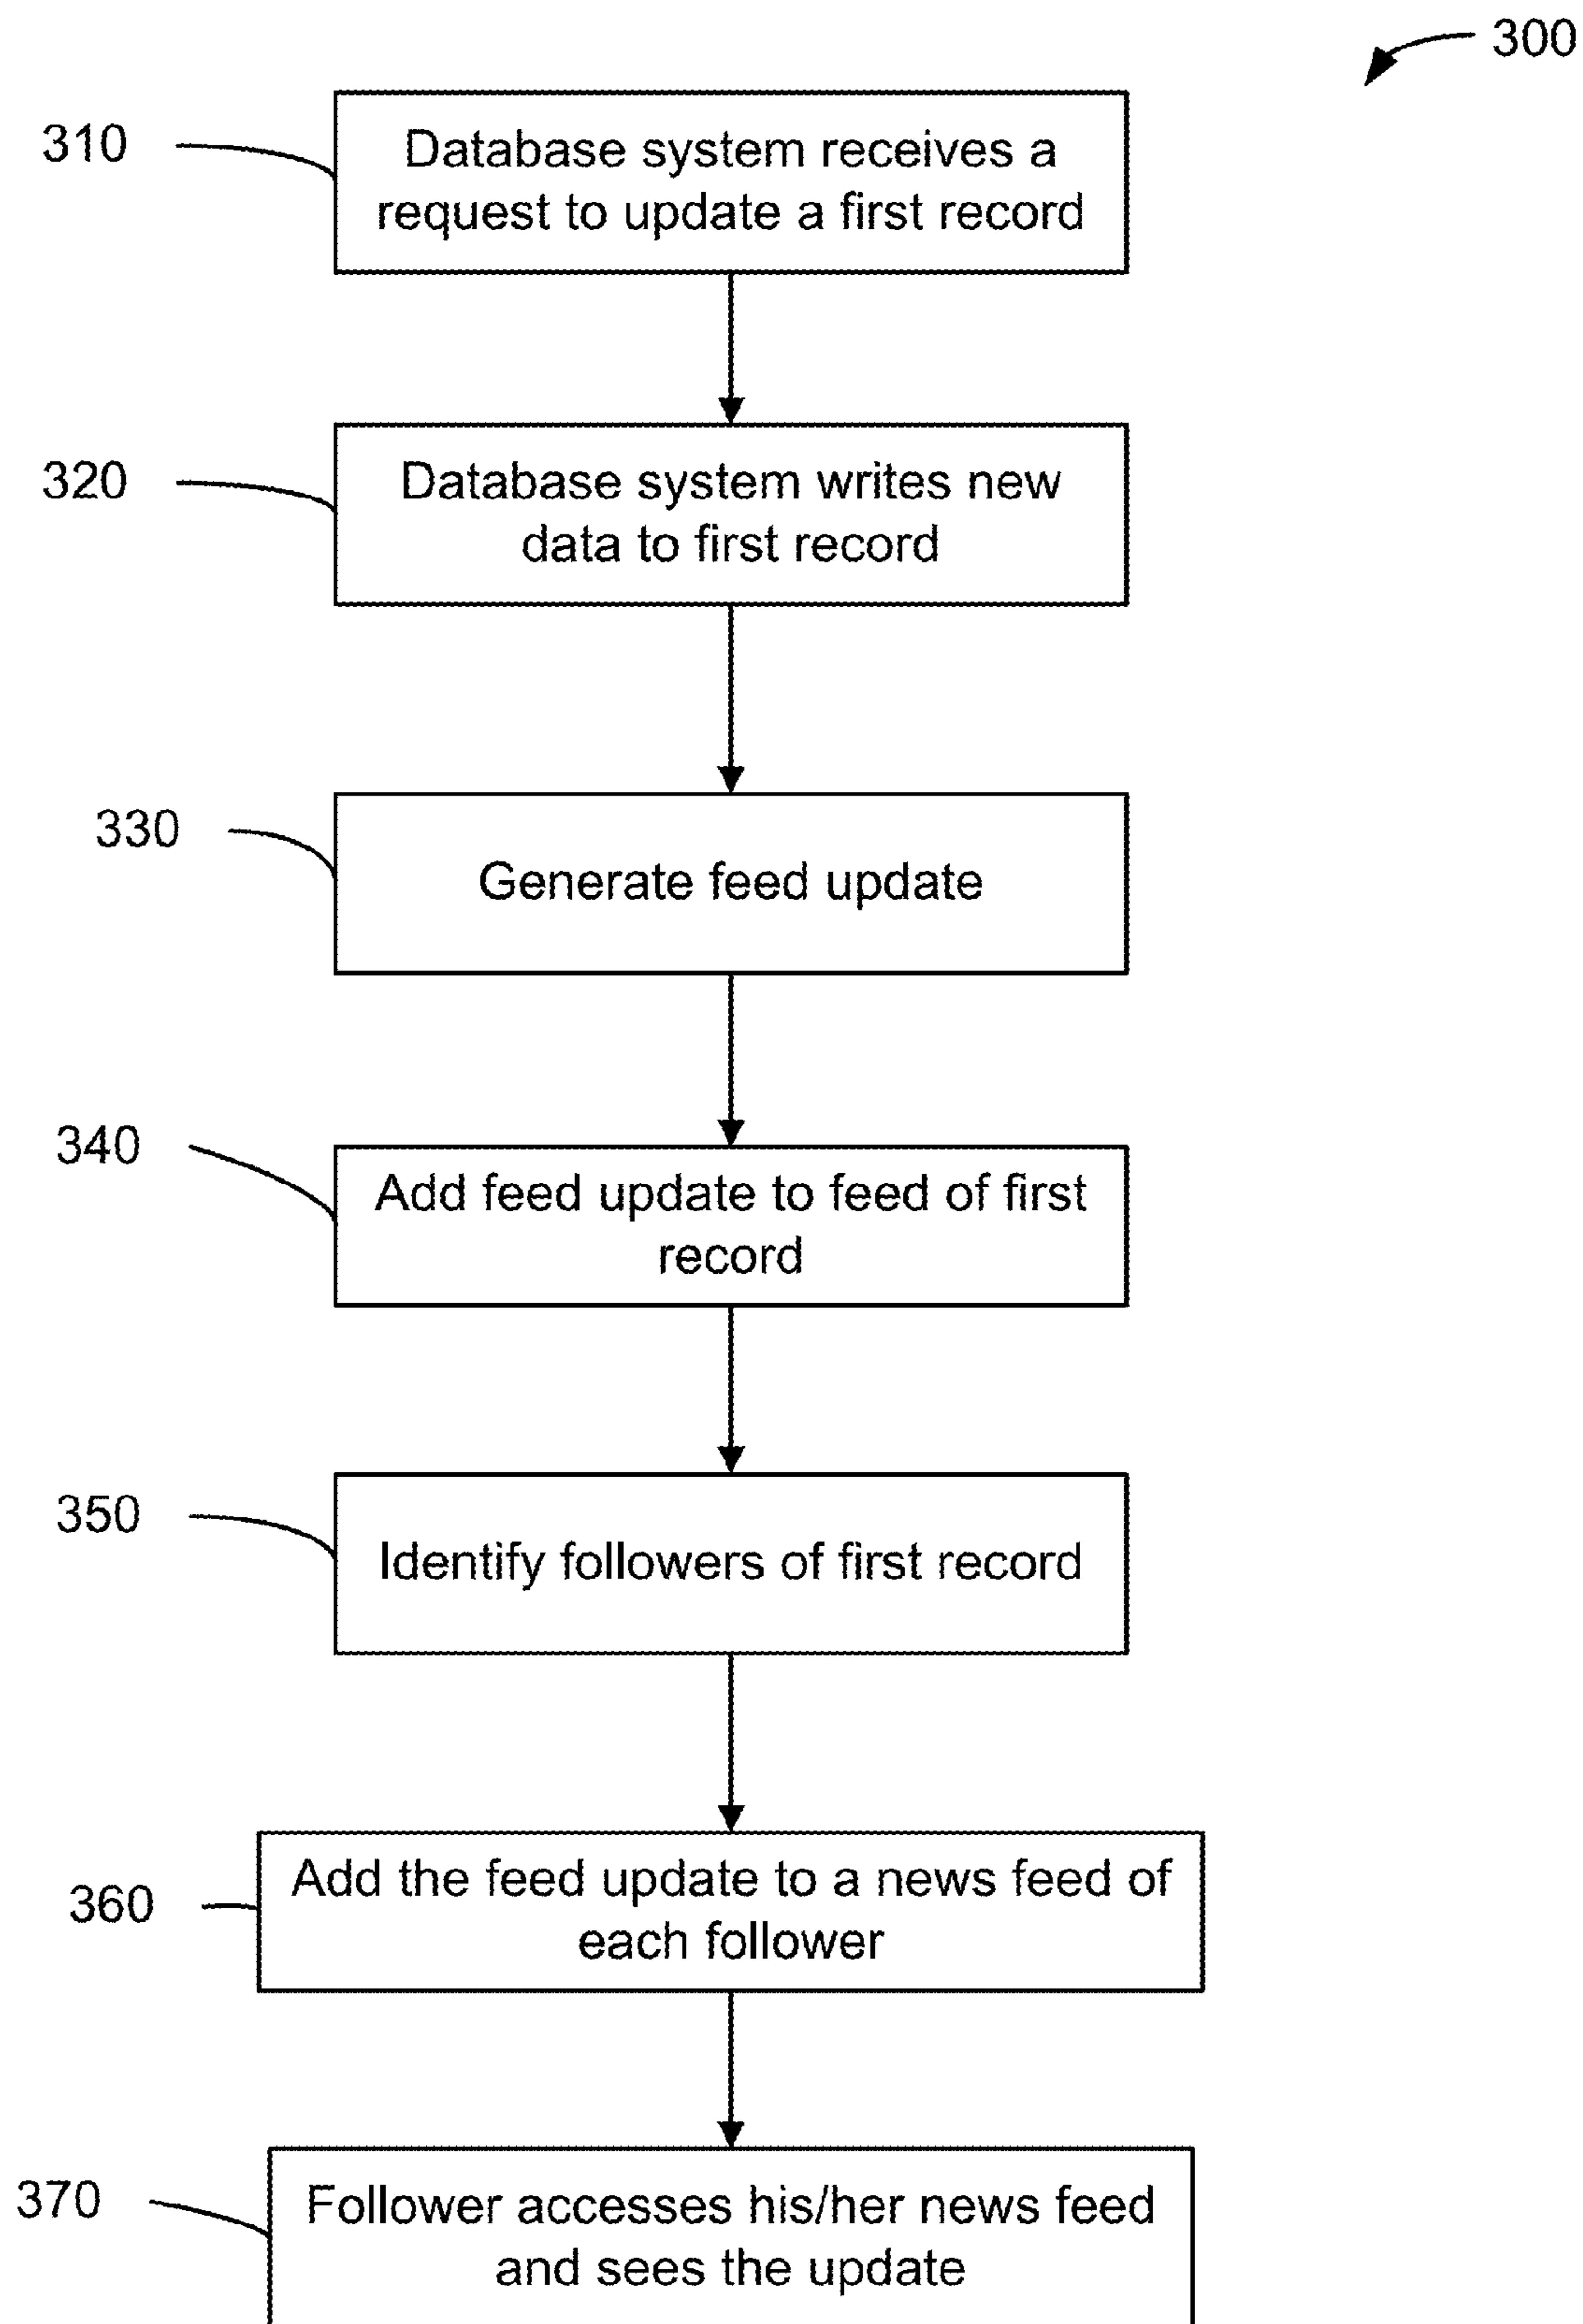 300
310
Database system receives a
request to update a first record
320
Database system writes new
data to first record
330
Generate feed update
340
Add feed update to feed of first
record
350
Identify followers of first record
360
Add the feed update to a news feed of
each follower
370
Follower accesses his/her news feed
and sees the update